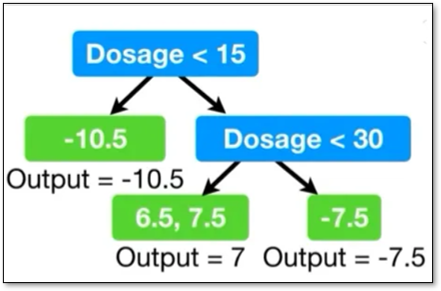 Dosage < 15
-10.5
Dosage < 30
Output = -10.5
6.5, 7.5
-7.5
Output = 7
Output = -7.5